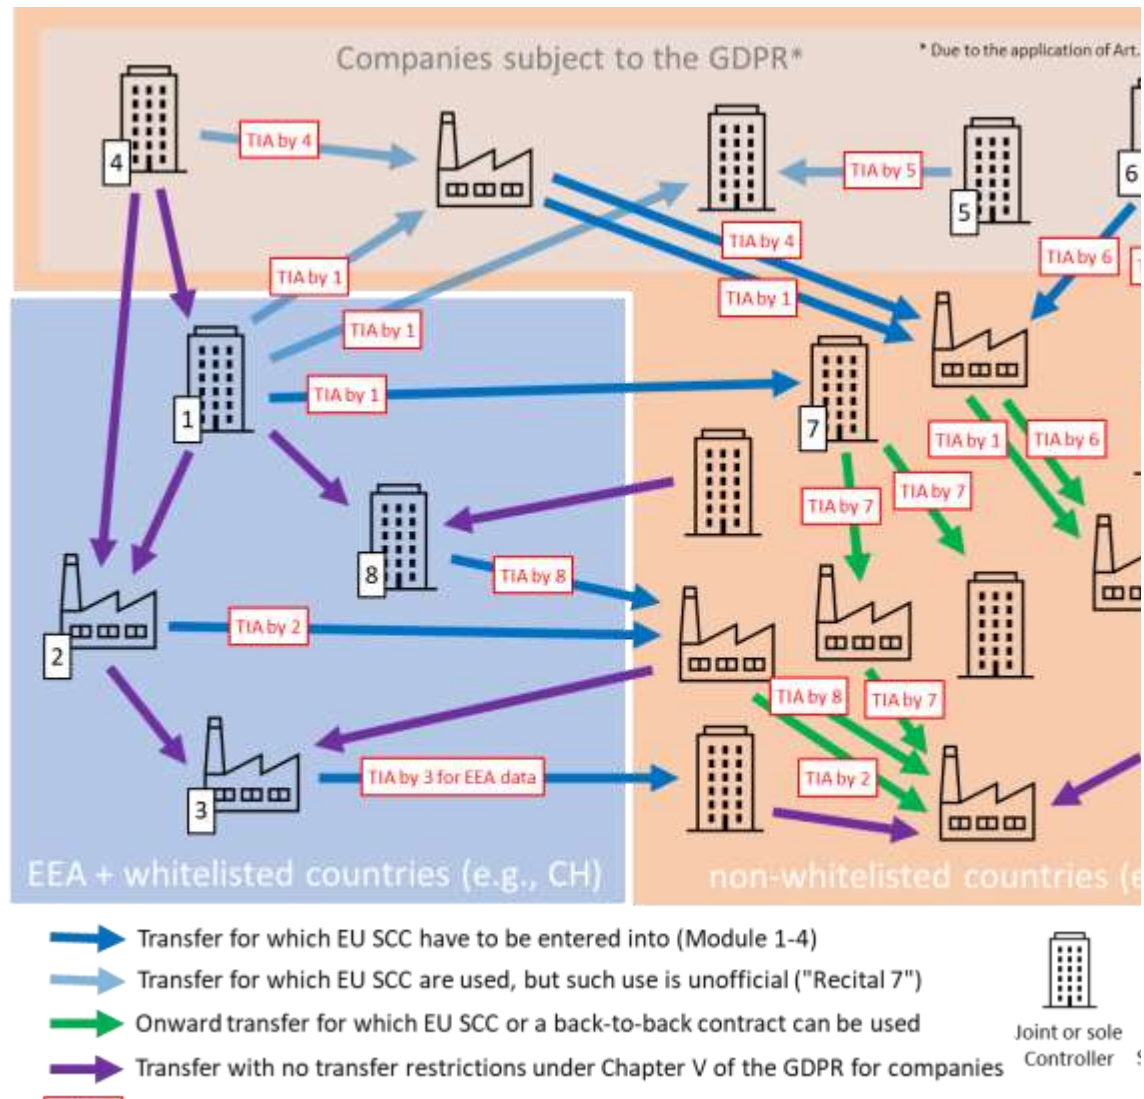 Companies subject to the GDPR*
* Due to the application of Art.
4
TIA by 4
TIA by 5
5
6
TIA by 4
TIA by 6
TIA by 1
TIA by 1
TIA by 1
1
TIA by 1
7
TIA by 1
TIA by 6
TIA by 7
TIA by 7
8
TIA by 8
2
TIA by 2
TIA by 8
TIA by 7
3
TIA by 3 for EEA data
TIA by 2
EEA + whitelisted countries (e.g., CH)
non-whitelisted countries (e
Transfer for which EU SCC have to be entered into (Module 1-4)
Transfer for which EU SCC are used, but such use is unofficial ("Recital 7")
Onward transfer for which EU SCC or a back-to-back contract can be used
Transfer with no transfer restrictions under Chapter V of the GDPR for companies
Joint or sole
Controller